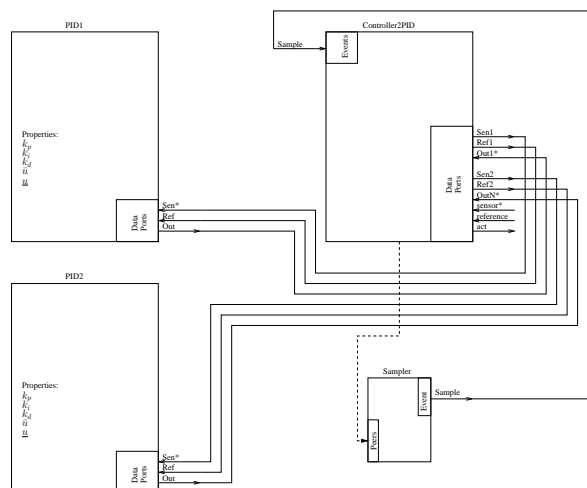 PID1
Controller2PID
Sample
Events
Properties:
k_p
k_i
k_d
ū
u
Data Ports
Sen*
Ref
Out
Data Ports
Sen1
Ref1
Out1*
Sen2
Ref2
OutN*
sensor*
reference
act
PID2
Properties:
k_p
k_i
k_d
ū
u
Data Ports
Sen*
Ref
Out
Sampler
Event
Sample
Peers